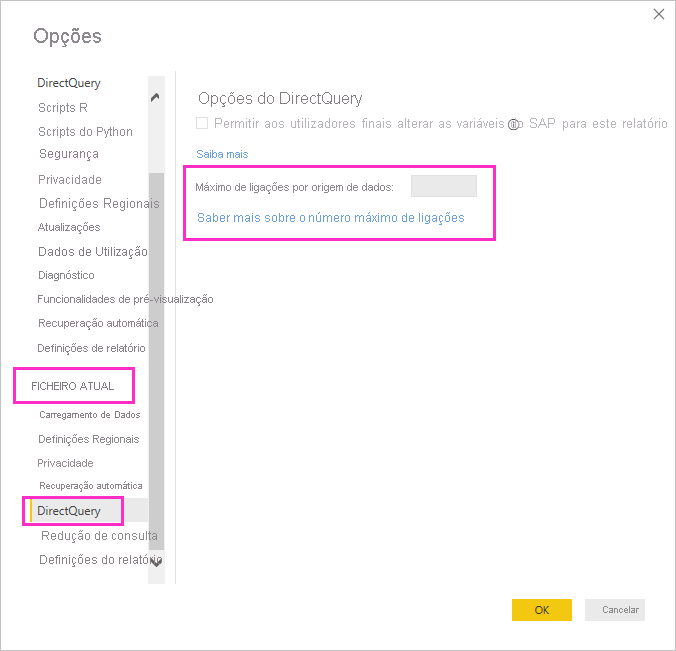 Opções
DirectQuery
Scripts R
Scripts do Python
Segurança
Privacidade
Definições Regionais
Atualizações
Dados de Utilização
Diagnóstico
Funcionalidades de pré-visualização
Recuperação automática
Definições de relatório
FICHEIRO ATUAL
Carregamento de Dados
Definições Regionais
Privacidade
Recuperação automática
DirectQuery
Redução de consulta
Definições do relatório
Opções do DirectQuery
Permitir aos utilizadores finais alterar as variáveis do SAP para este relatório
Saiba mais
Máximo de ligações por origem de dados:
Saber mais sobre o número máximo de ligações
OK
Cancelar